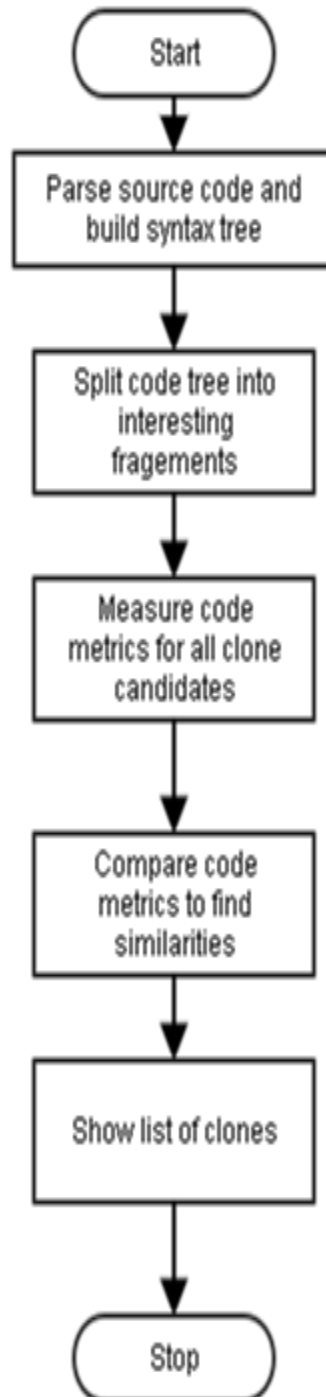 Start
Parse source code and
build syntax tree
Split code tree into
interesting
fragements
Measure code
metrics for all clone
candidates
Compare code
metrics to find
similarities
Show list of clones
Stop